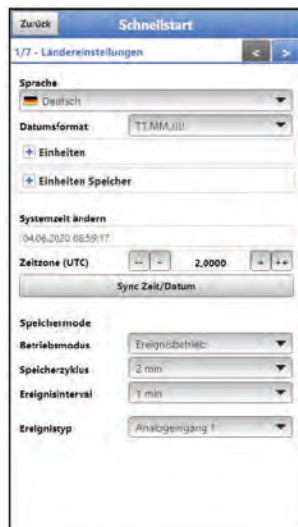 Zurück Schnellstart
1/7 - Ländereinstellungen < >
Sprache
Deutsch
Datumsformat TT.MM.JJJJ
+ Einheiten
+ Einheiten Speicher
Systemzeit ändern
04.06.2020 08:59:17
Zeitzone (UTC) -- - 2,0000 + ++
Sync Zeit/Datum
Speichermode
Betriebsmodus Ereignisbetrieb
Speicherzyklus 2 min
Ereignisinterval 1 min
Ereignistyp Analogeingang 1